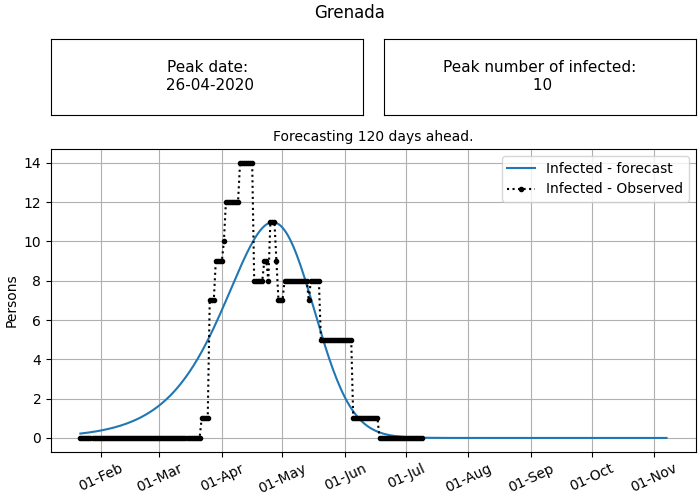 Grenada
Peak date:
26-04-2020
Peak number of infected:
10
Forecasting 120 days ahead.
Infected - forecast
Infected - Observed
Persons
14
12
10
8
6
4
2
0
01-Feb
01-Mar
01-Apr
01-May
01-Jun
01-Jul
01-Aug
01-Sep
01-Oct
01-Nov